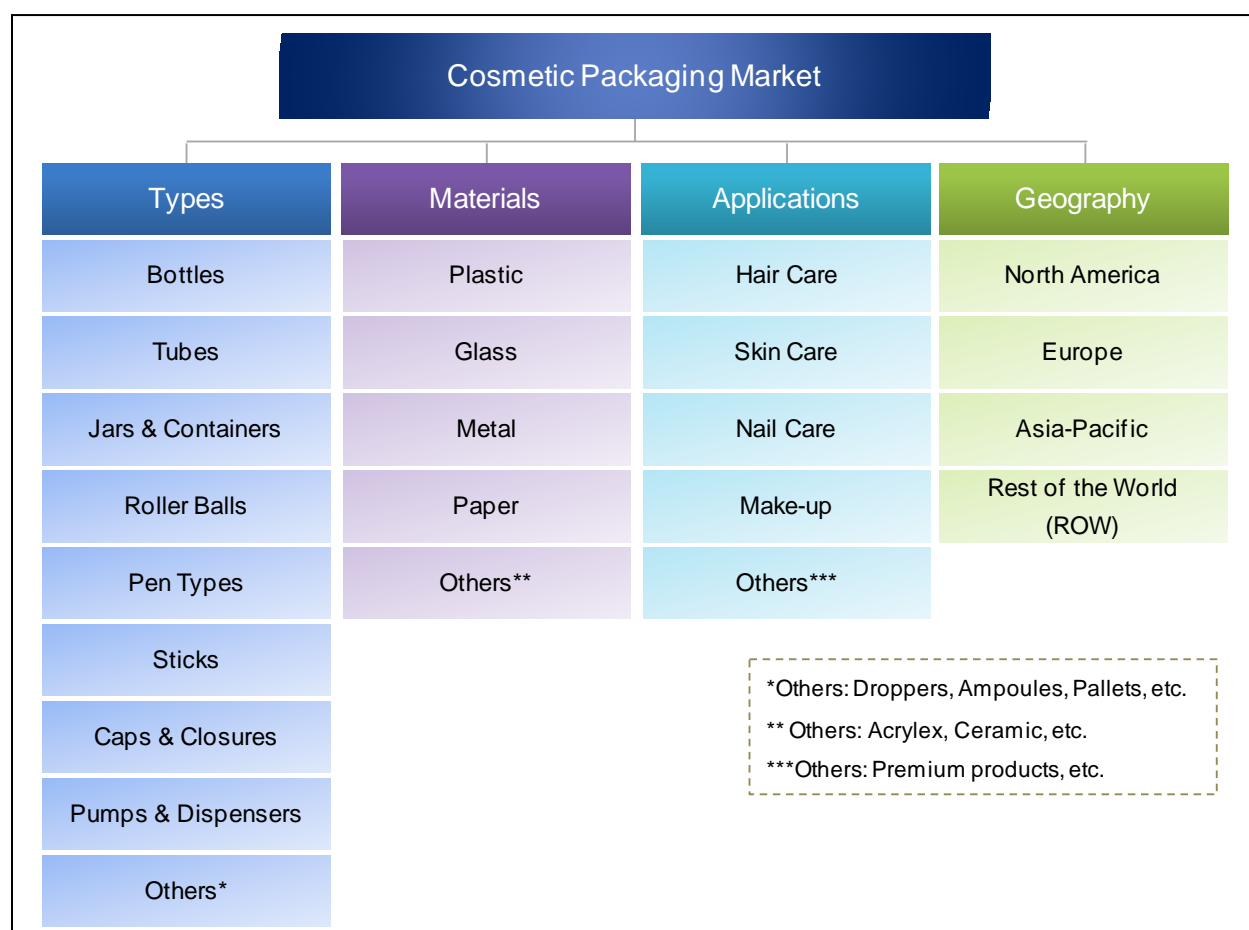 Cosmetic Packaging Market
Types
Bottles
Tubes
Jars & Containers
Roller Balls
Pen Types
Sticks
Caps & Closures
Pumps & Dispensers
Others*
Materials
Plastic
Glass
Metal
Paper
Others**
Applications
Hair Care
Skin Care
Nail Care
Make-up
Others***
Geography
North America
Europe
Asia-Pacific
Rest of the World
(ROW)
*Others: Droppers, Ampoules, Pallets, etc.
** Others: Acrylex, Ceramic, etc.
***Others: Premium products, etc.